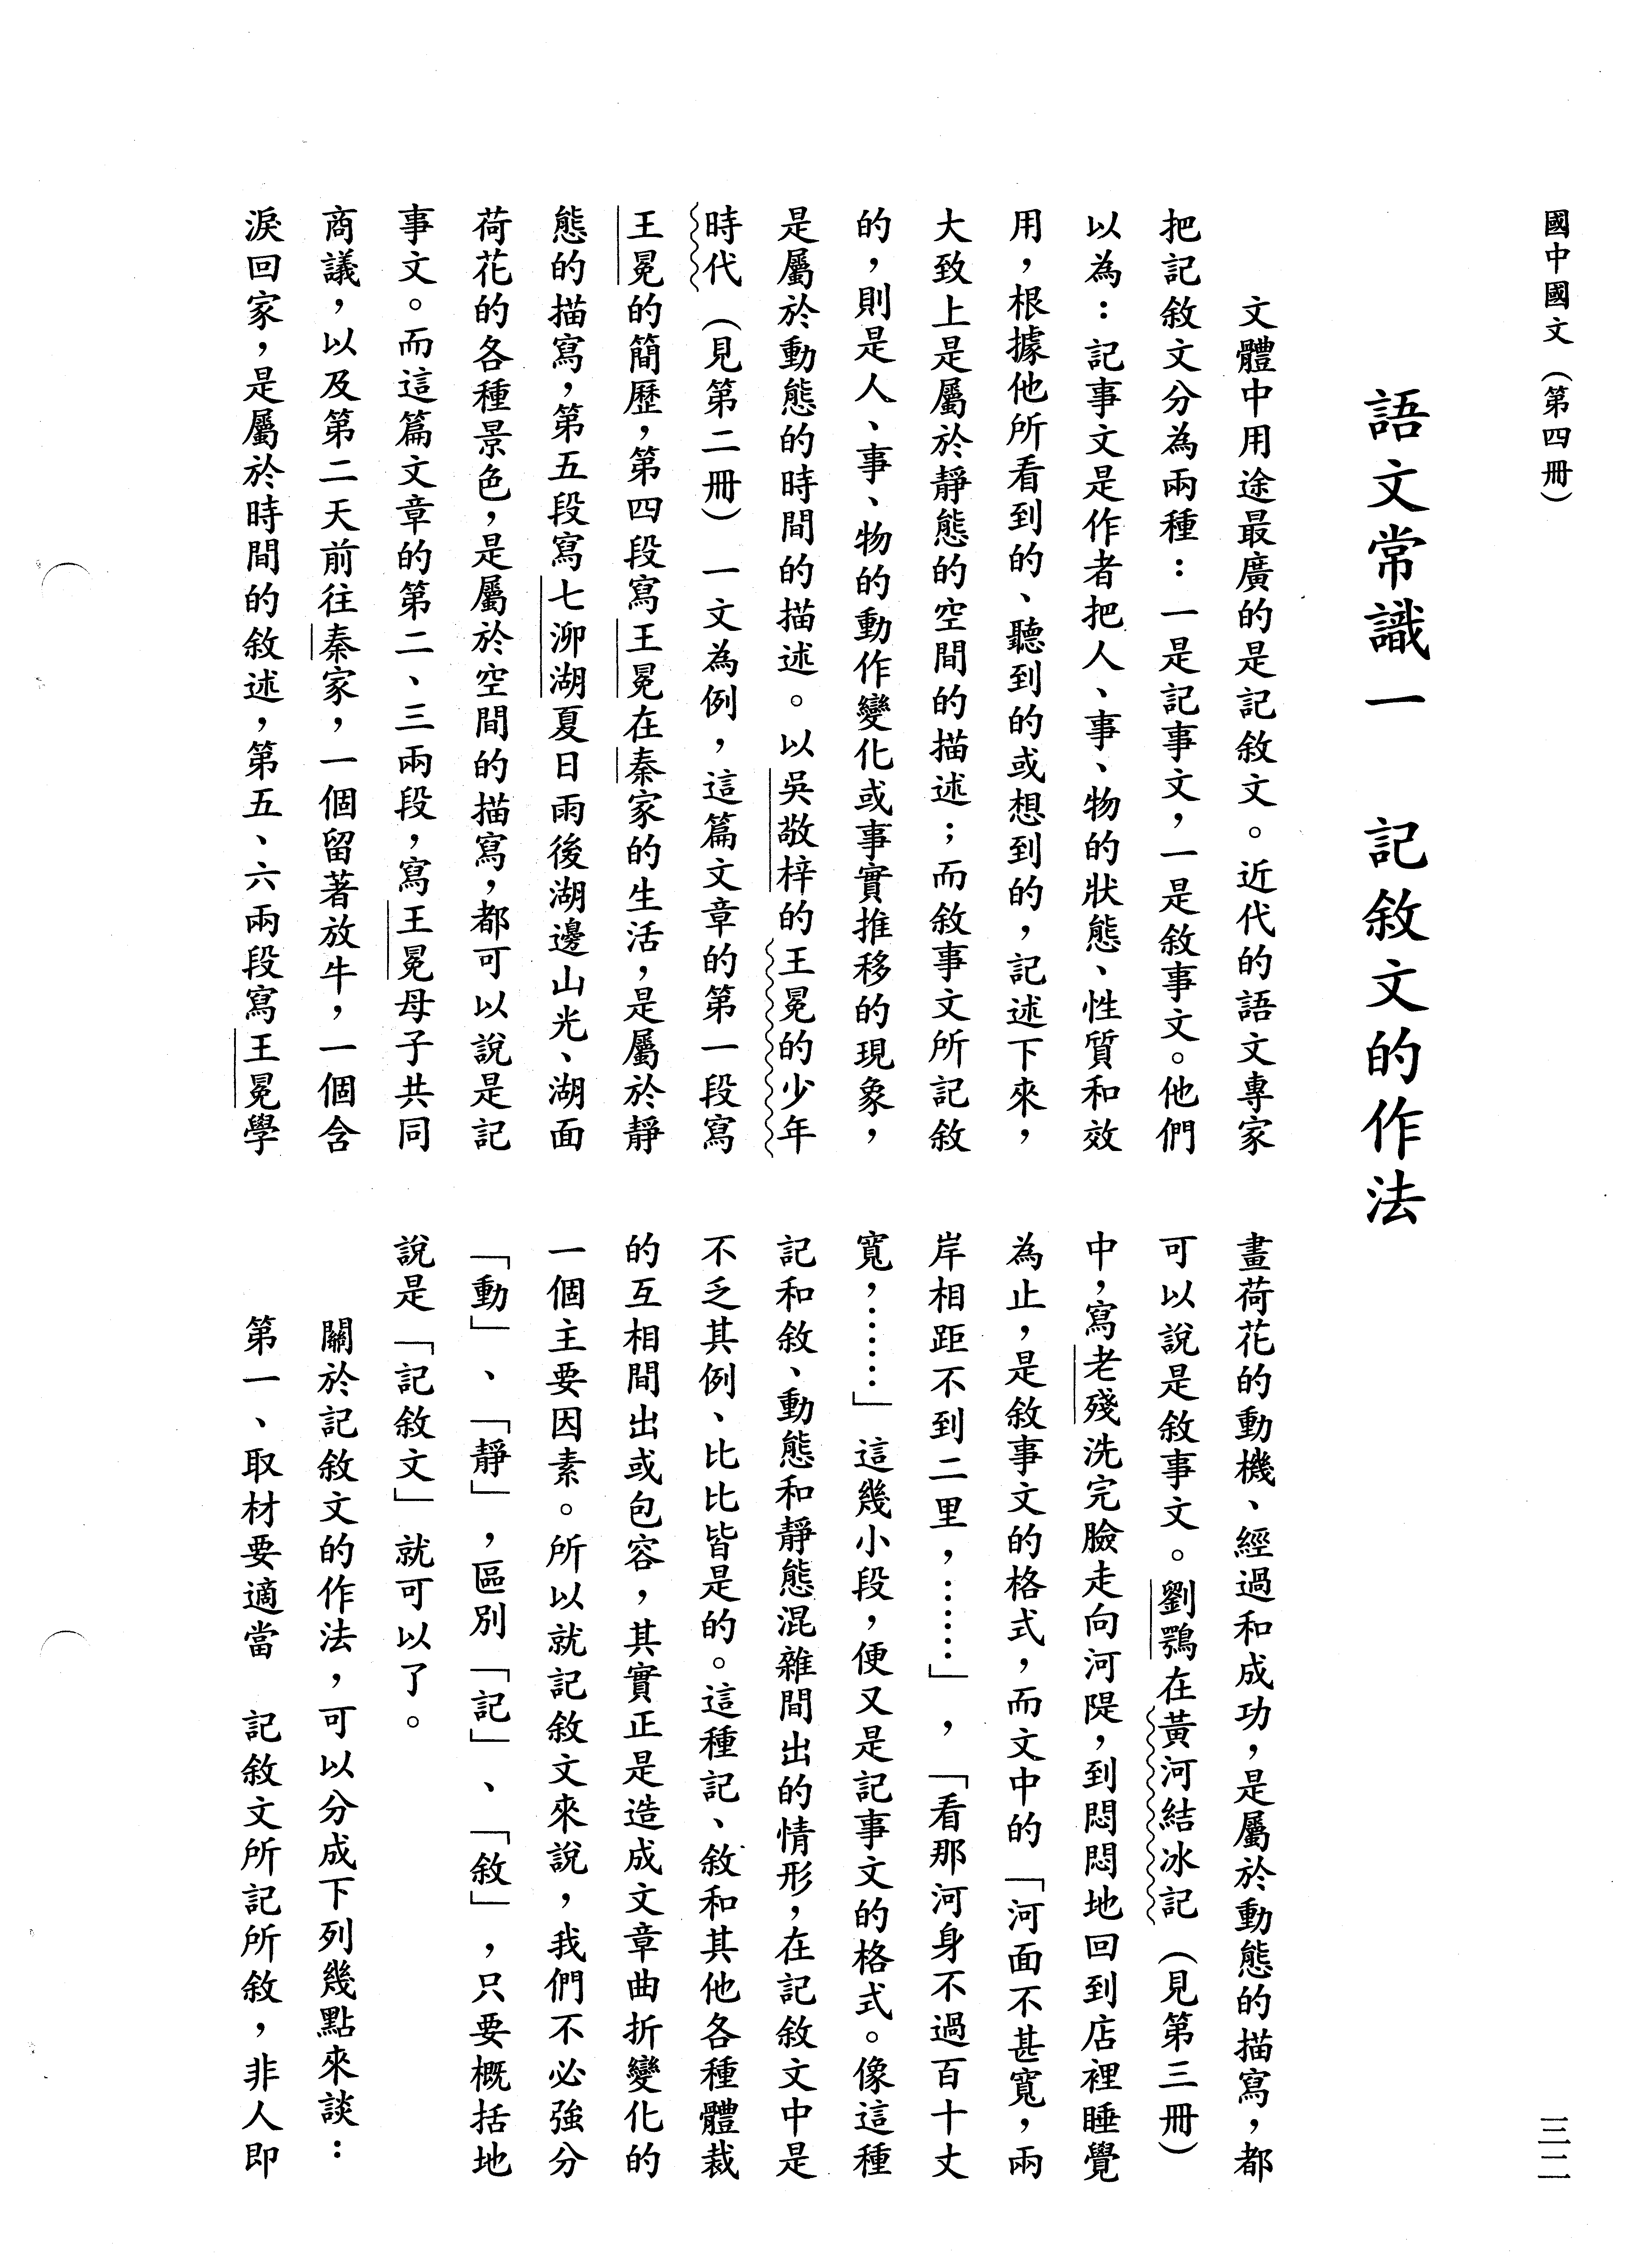 國中國文（第四冊）
三二
語文常識一　記敘文的作法
文體中用途最廣的是記敘文。近代的語文專家
把記敘文分為兩種：一是記事文，一是敘事文。他們
以為：記事文是作者把人、事、物的狀態、性質和效
用，根據他所看到的、聽到的或想到的，記述下來，
大致上是屬於靜態的空間的描述；而敘事文所記敘
的，則是人、事、物的動作變化或事實推移的現象，
是屬於動態的時間的描述。以吳敬梓的王冕的少年
時代（見第二冊）一文為例，這篇文章的第一段寫
王冕的簡歷，第四段寫王冕在秦家的生活，是屬於靜
態的描寫，第五段寫七泖湖夏日雨後湖邊山光、湖面
荷花的各種景色，是屬於空間的描寫，都可以說是記
事文。而這篇文章的第二、三兩段，寫王冕母子共同
商議，以及第二天前往秦家，一個留著放牛，一個含
淚回家，是屬於時間的敘述，第五、六兩段寫王冕學
畫荷花的動機、經過和成功，是屬於動態的描寫，都
可以說是敘事文。劉鶚在黃河結冰記（見第三冊）
中，寫老殘洗完臉走向河隄，到悶悶地回到店裡睡覺
為止，是敘事文的格式，而文中的「河面不甚寬，兩
岸相距不到二里，……」，「看那河身不過百十丈
寬，……」這幾小段，便又是記事文的格式。像這種
記和敘、動態和靜態混雜間出的情形，在記敘文中是
不乏其例、比比皆是的。這種記、敘和其他各種體裁
的互相間出或包容，其實正是造成文章曲折變化的
一個主要因素。所以就記敘文來說，我們不必強分
「動」、「靜」，區別「記」、「敘」，只要概括地
說是「記敘文」就可以了。
關於記敘文的作法，可以分成下列幾點來談：
第一、取材要適當　記敘文所記所敘，非人即